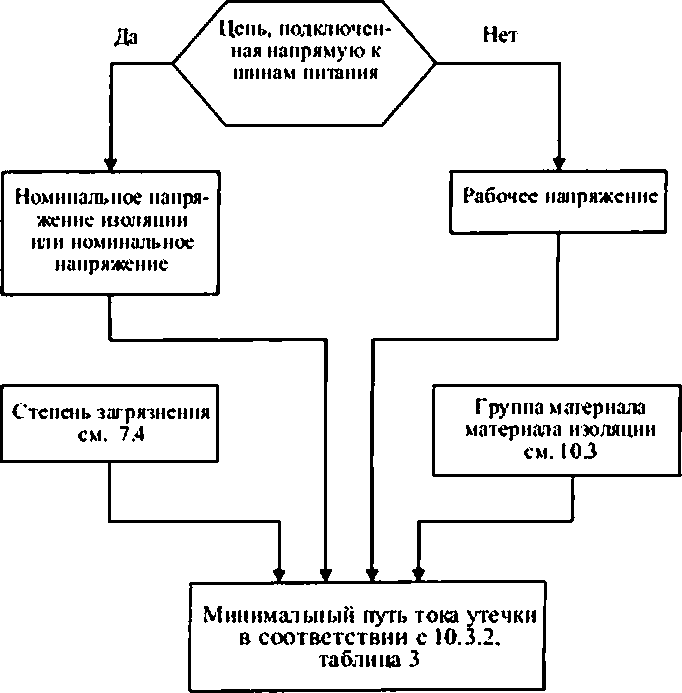 Да
Цепь, подключен-
ная напрямую к
шинам питания
Нет
Номинальное напря-
жение изоляции
или номинальное
напряжение
Рабочее напряжение
Степень загрязнения
см. 7.4
Группа материала
материала изоляции
см. 10.3
Минимальный путь тока утечки
в соответствии с 10.3.2,
таблица 3